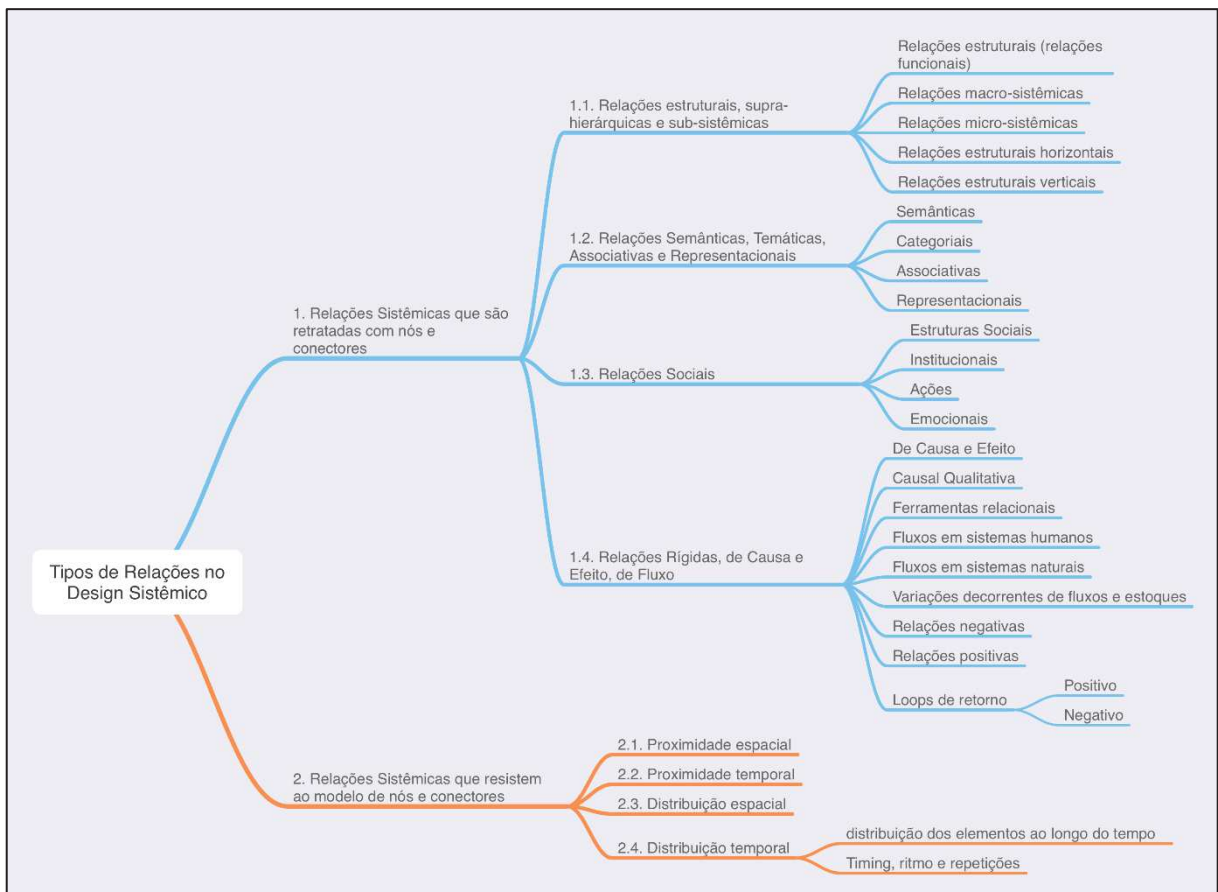 Tipos de Relações no
Design Sistêmico
1. Relações Sistêmicas que são
retratadas com nós e
conectores
1.1. Relações estruturais, supra-
hierárquicas e sub-sistêmicas
Relações estruturais (relações
funcionais)
Relações macro-sistêmicas
Relações micro-sistêmicas
Relações estruturais horizontais
Relações estruturais verticais
1.2. Relações Semânticas, Temáticas,
Associativas e Representacionais
Semânticas
Categoriais
Associativas
Representacionais
1.3. Relações Sociais
Estruturas Sociais
Institucionais
Ações
Emocionais
1.4. Relações Rígidas, de Causa e
Efeito, de Fluxo
De Causa e Efeito
Causal Qualitativa
Ferramentas relacionais
Fluxos em sistemas humanos
Fluxos em sistemas naturais
Variações decorrentes de fluxos e estoques
Relações negativas
Relações positivas
Loops de retorno
Positivo
Negativo
2. Relações Sistêmicas que resistem
ao modelo de nós e conectores
2.1. Proximidade espacial
2.2. Proximidade temporal
2.3. Distribuição espacial
2.4. Distribuição temporal
distribuição dos elementos ao longo do tempo
Timing, ritmo e repetições